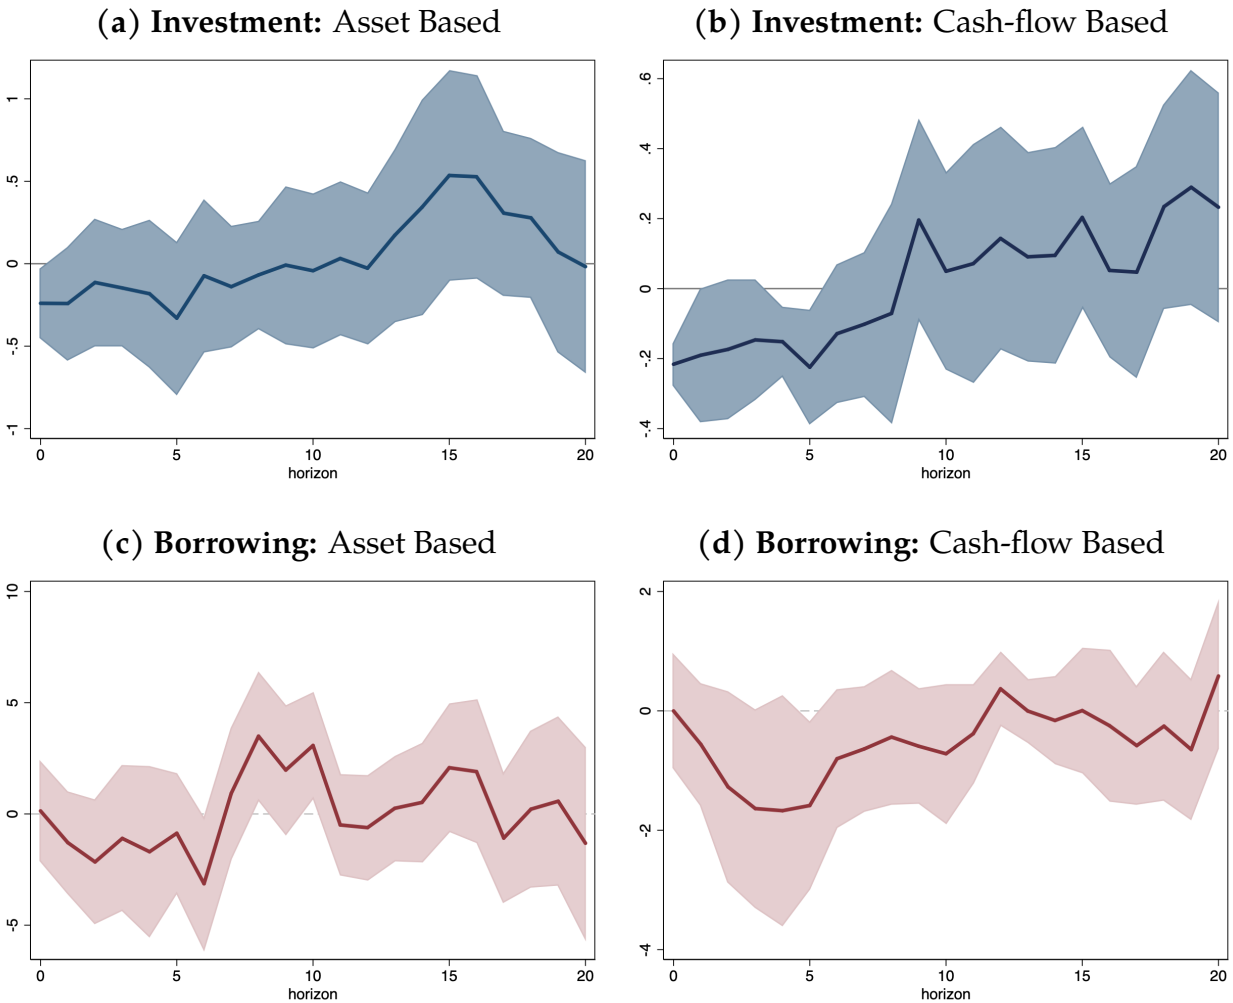 (a) Investment: Asset Based
1
.5
0
-.5
-1
0 5 10 15 20
horizon
(b) Investment: Cash-flow Based
.6
.4
.2
0
-.2
-.4
0 5 10 15 20
horizon
(c) Borrowing: Asset Based
10
5
0
-5
0 5 10 15 20
horizon
(d) Borrowing: Cash-flow Based
2
0
-2
-4
0 5 10 15 20
horizon